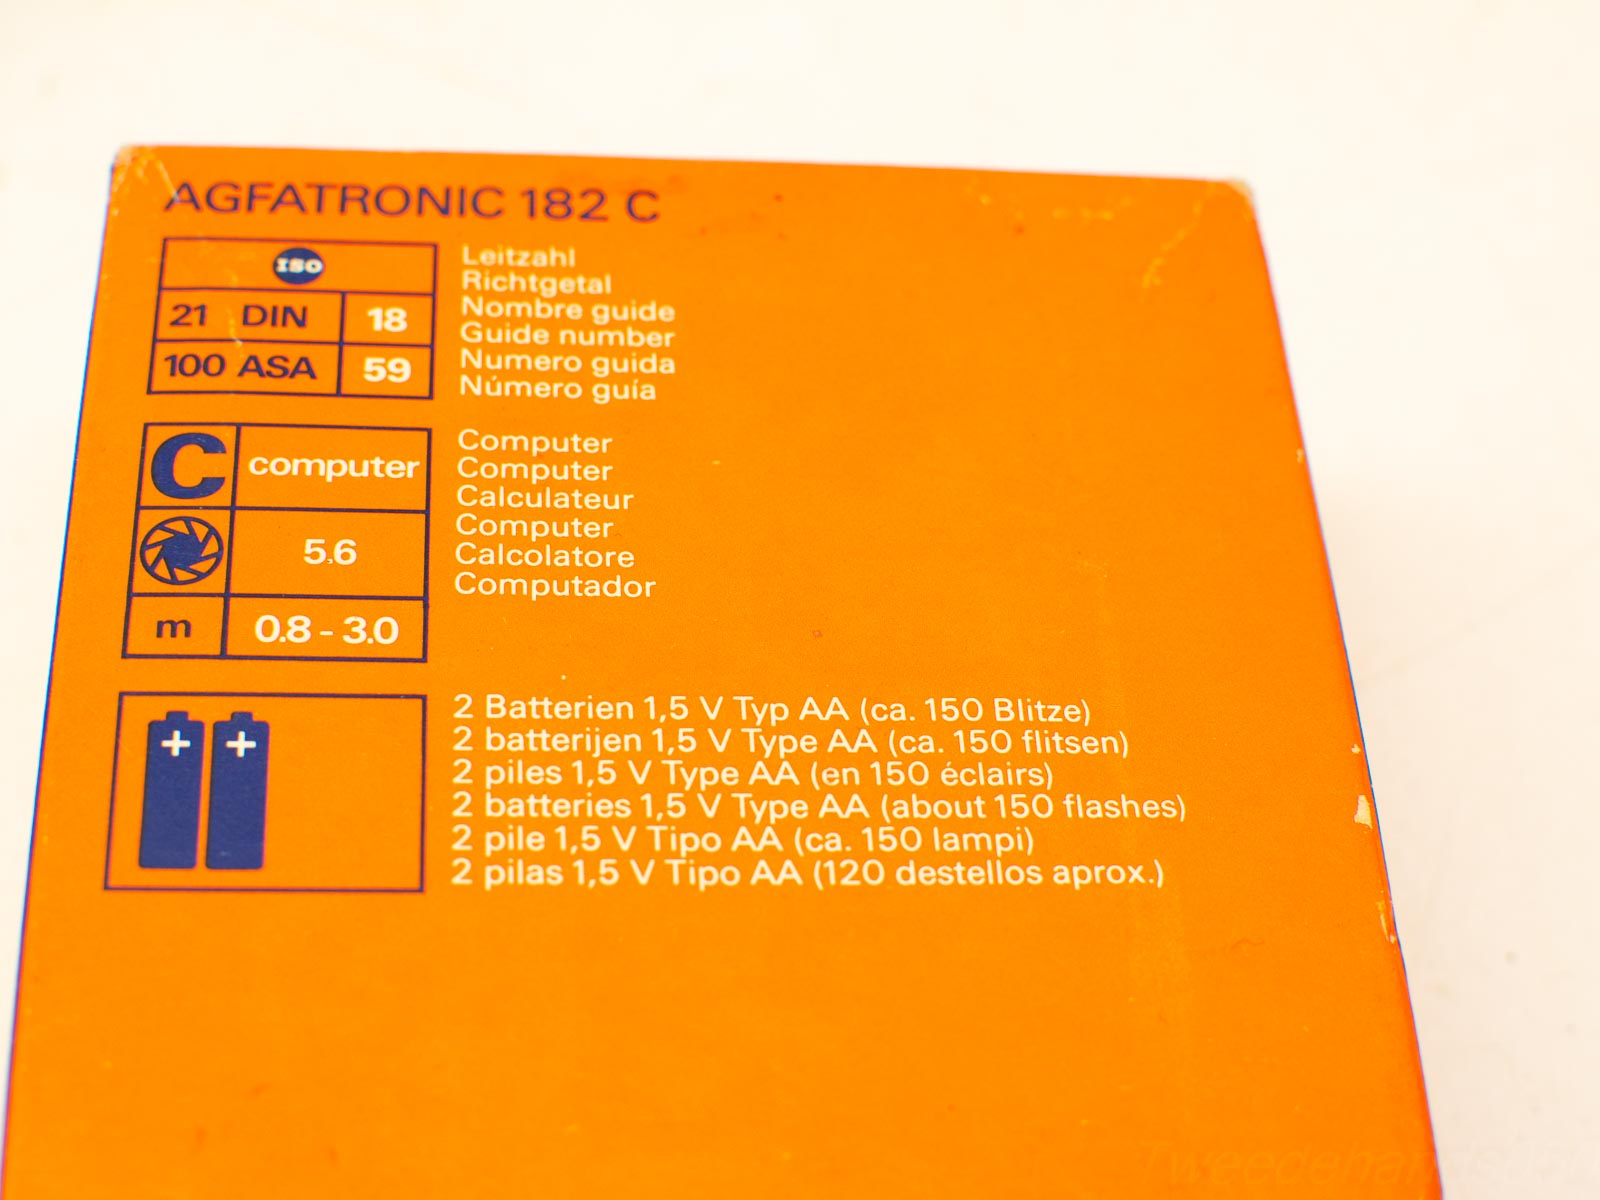 AGFATRONIC 182 C
ISO
21 DIN 18
100 ASA 59
Leitzahl
Richtgetal
Nombre guide
Guide number
Numero guida
Número guía
C computer
5.6
m 0.8 - 3.0
Computer
Computer
Calculateur
Computer
Calcolatore
Computador
+ +
2 Batterien 1,5 V Typ AA (ca. 150 Blitze)
2 batterijen 1,5 V Type AA (ca. 150 flitsen)
2 piles 1,5 V Type AA (en 150 éclairs)
2 batteries 1,5 V Type AA (about 150 flashes)
2 pile 1,5 V Tipo AA (ca. 150 lampi)
2 pilas 1,5 V Tipo AA (120 destellos aprox.)